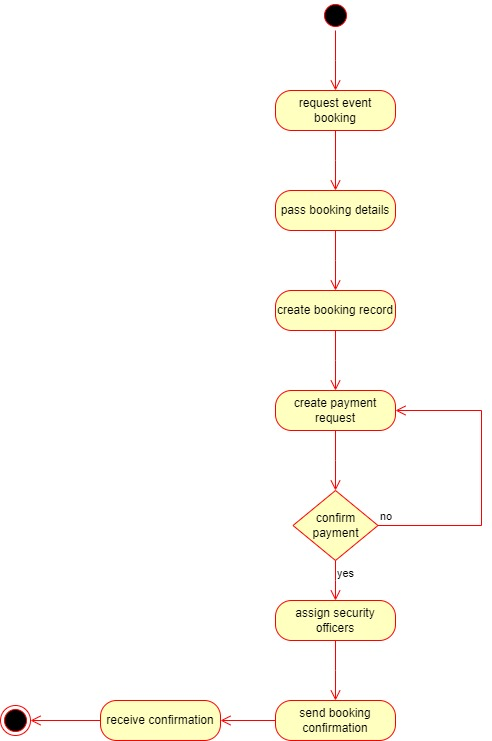 request event
booking
pass booking details
create booking record
create payment
request
confirm
payment
no
yes
assign security
officers
send booking
confirmation
receive confirmation